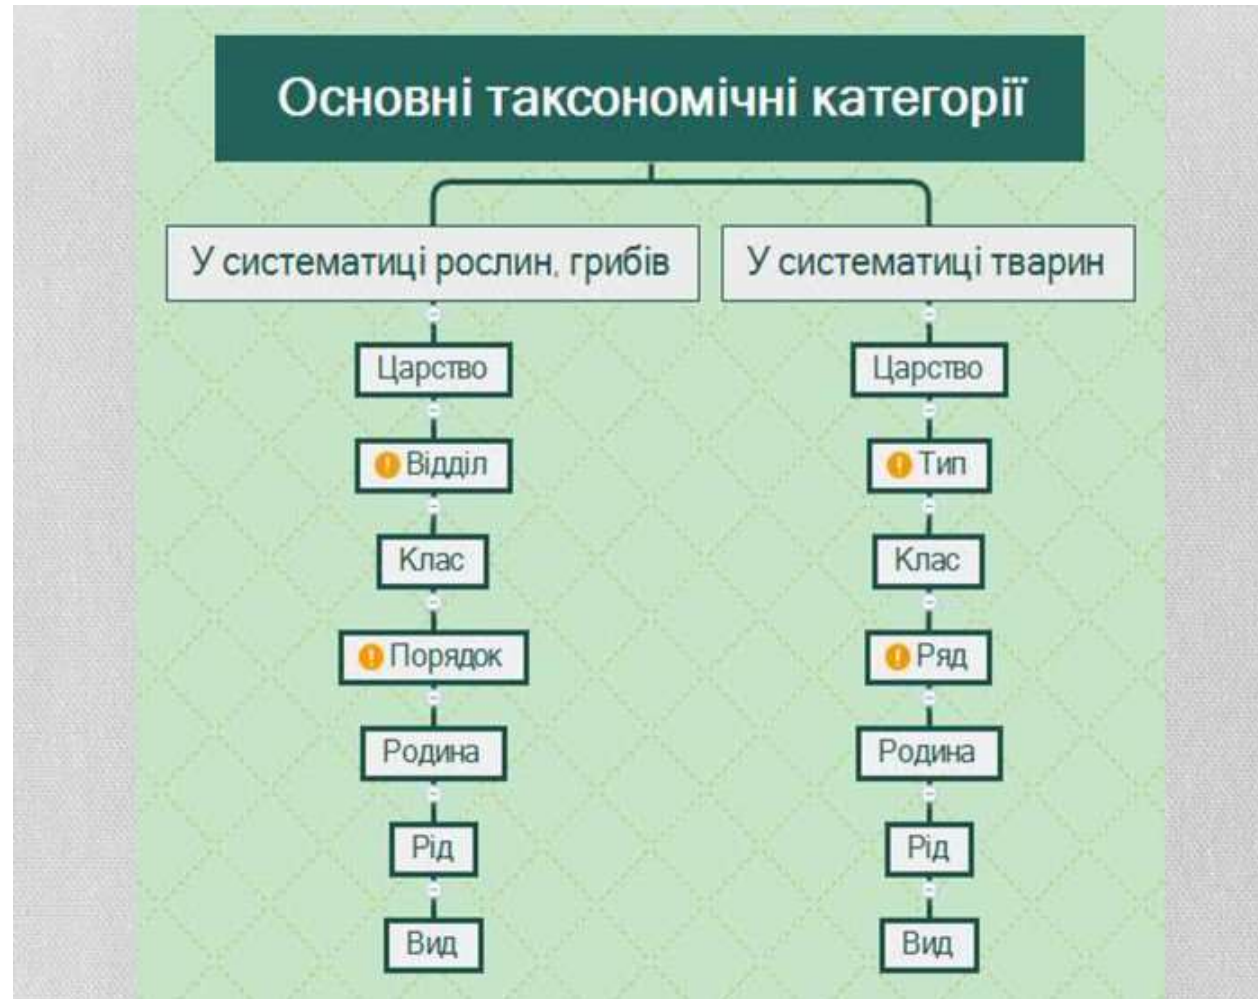 Основні таксономічні категорії
У систематиці рослин, грибів
Царство
Відділ
Клас
Порядок
Родина
Рід
Вид
У систематиці тварин
Царство
Тип
Клас
Ряд
Родина
Рід
Вид